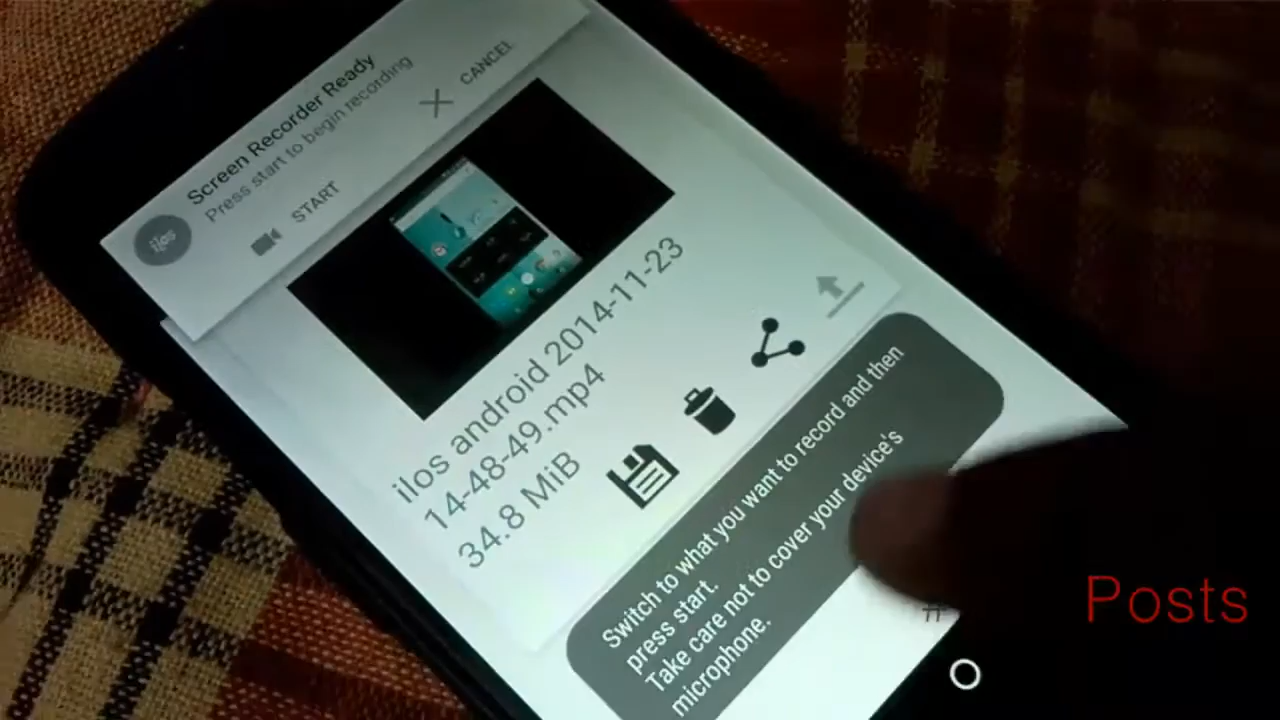 ilos
Screen Recorder Ready
Press start to begin recording
START
CANCEL
ilos android 2014-11-23
14-48-49.mp4
34.8 MiB
Switch to what you want to record and then
press start.
Take care not to cover your device's
microphone.
Posts